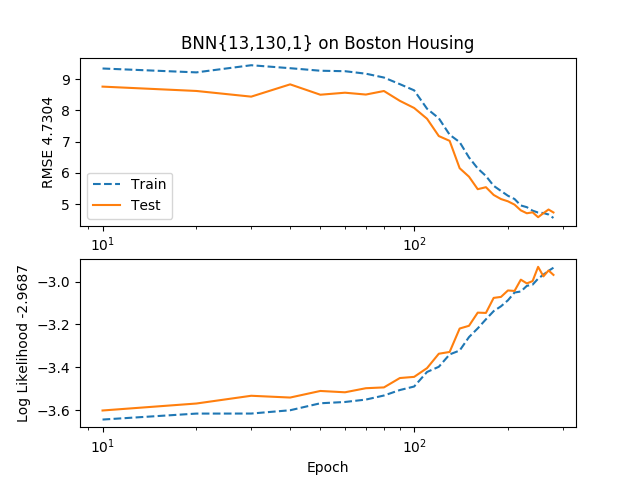 BNN{13,130,1} on Boston Housing
RMSE 4.7304
9
8
7
6
5
Train
Test
10¹
10²
Log Likelihood -2.9687
−3.0
−3.2
−3.4
−3.6
10¹
10²
Epoch